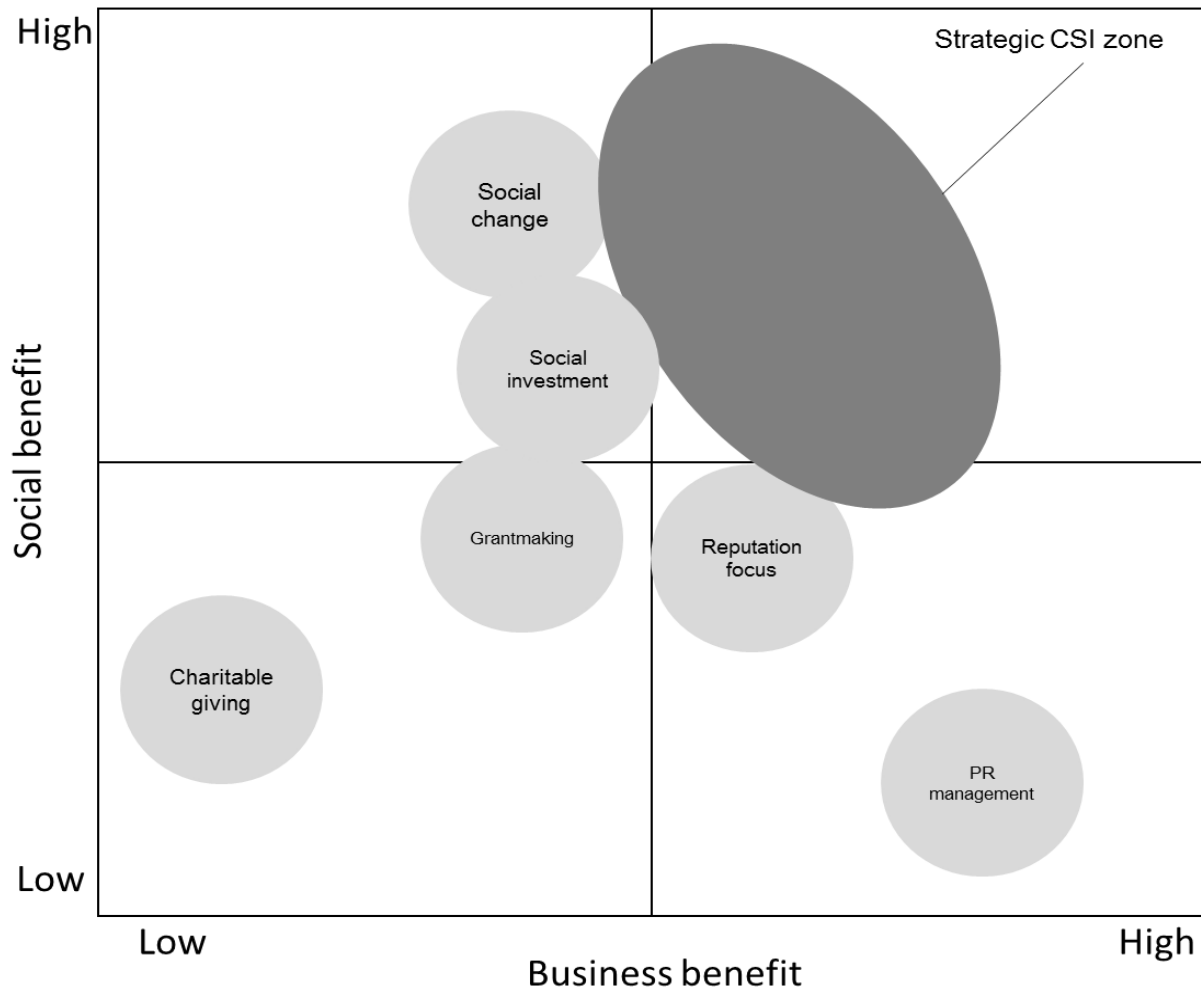 High
Strategic CSI zone
Social
change
Social
investment
Social benefit
Grantmaking
Reputation
focus
Charitable
giving
PR
management
Low
Low
High
Business benefit